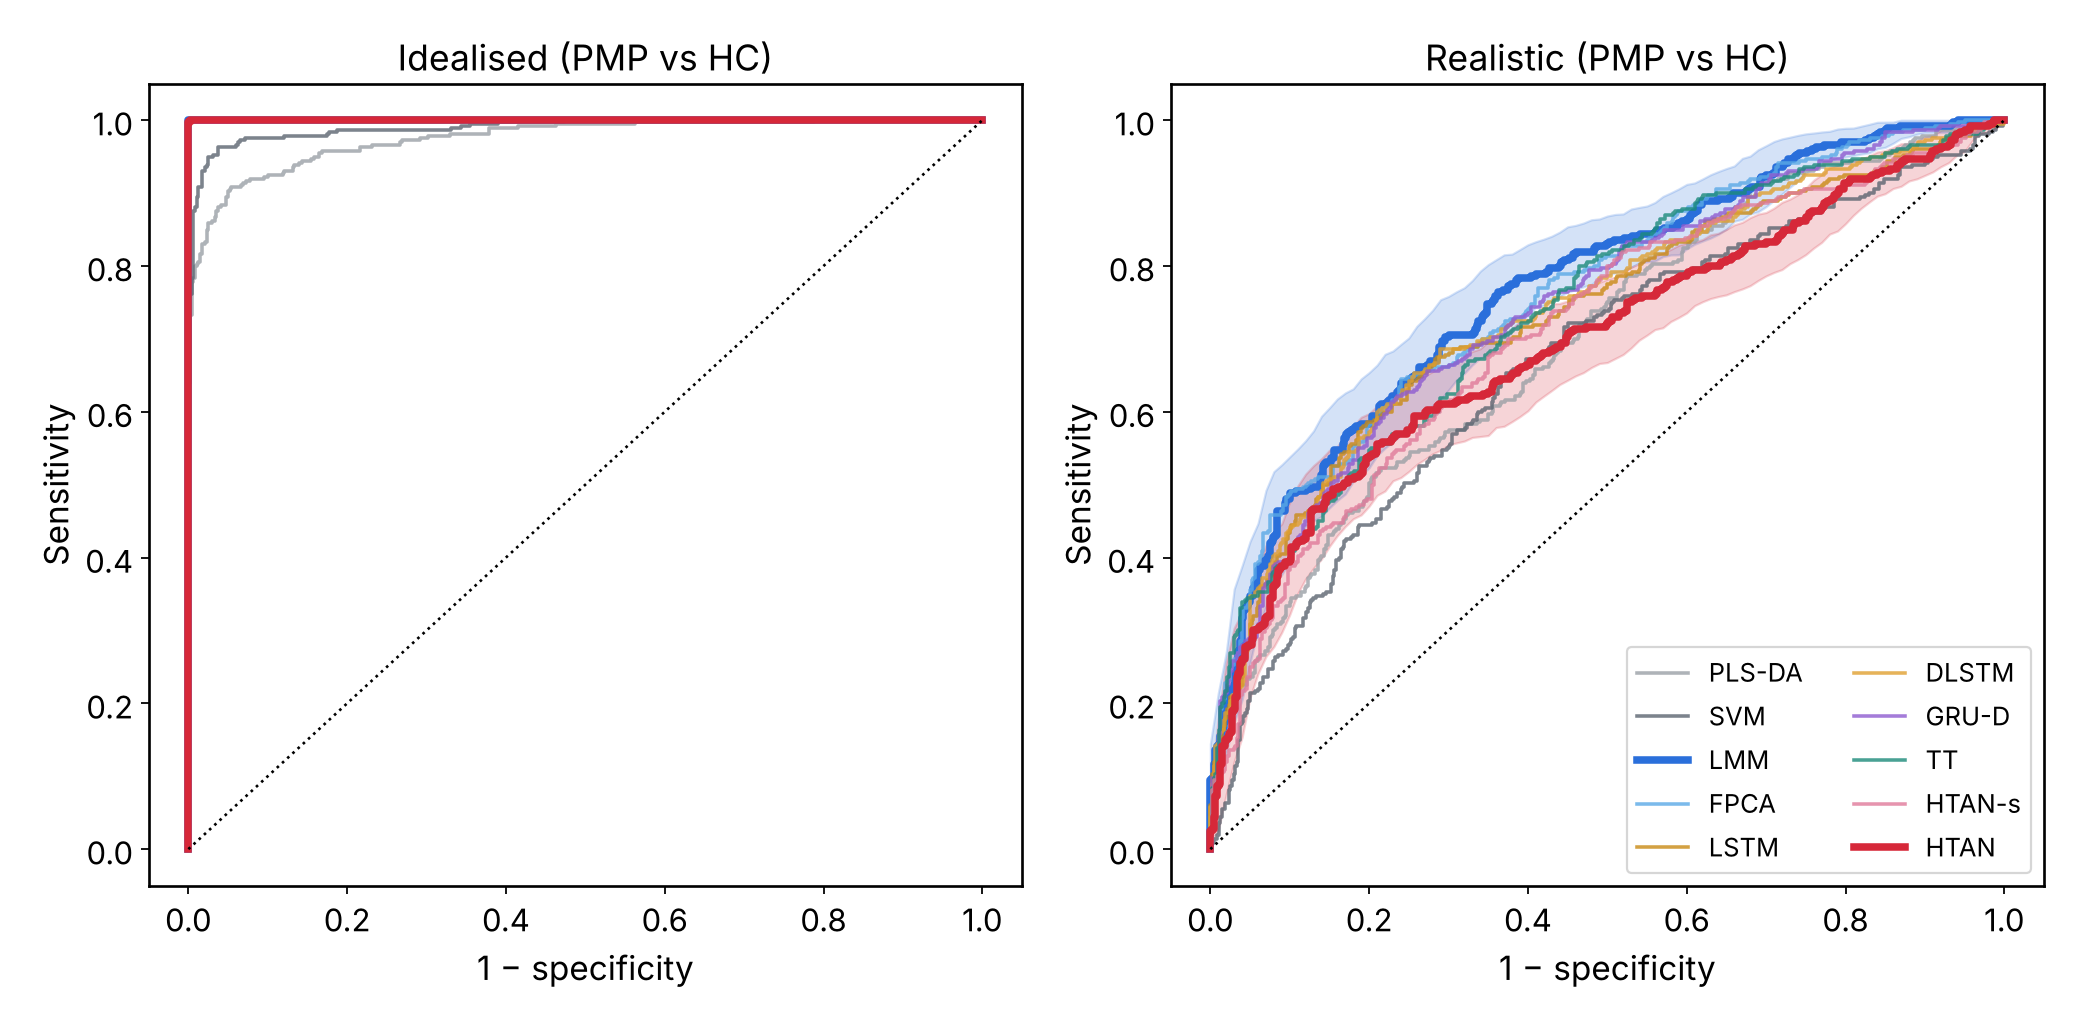 Idealised (PMP vs HC)
Sensitivity
1.0
0.8
0.6
0.4
0.2
0.0
0.0 0.2 0.4 0.6 0.8 1.0
1 − specificity
Realistic (PMP vs HC)
Sensitivity
1.0
0.8
0.6
0.4
0.2
0.0
0.0 0.2 0.4 0.6 0.8 1.0
1 − specificity
PLS-DA
SVM
LMM
FPCA
LSTM
DLSTM
GRU-D
TT
HTAN-s
HTAN